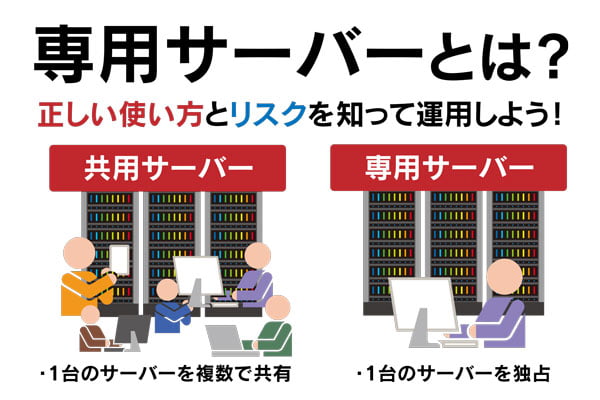 専用サーバーとは?
正しい使い方とリスクを知って運用しよう!
共用サーバー
専用サーバー
・1台のサーバーを複数で共有
・1台のサーバーを独占